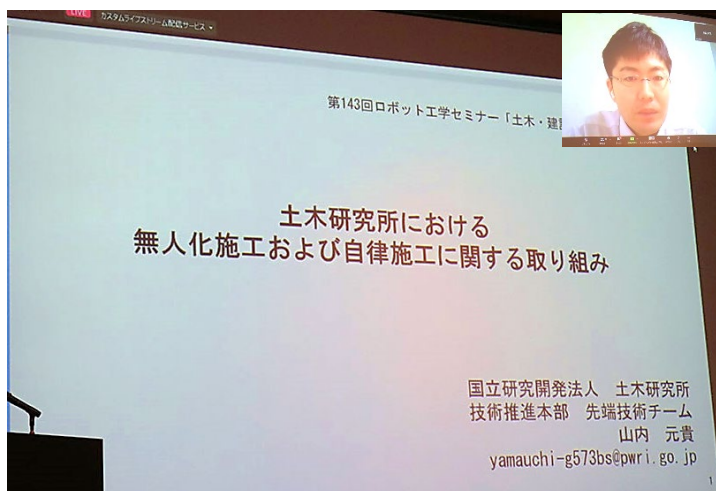 LIVE カスタムライブストリーム配信サービス
第143回ロボット工学セミナー「土木・建
土木研究所における
無人化施工および自律施工に関する取り組み
国立研究開発法人 土木研究所
技術推進本部 先端技術チーム
山内 元貴
yamauchi-g573bs@pwri.go.jp
1